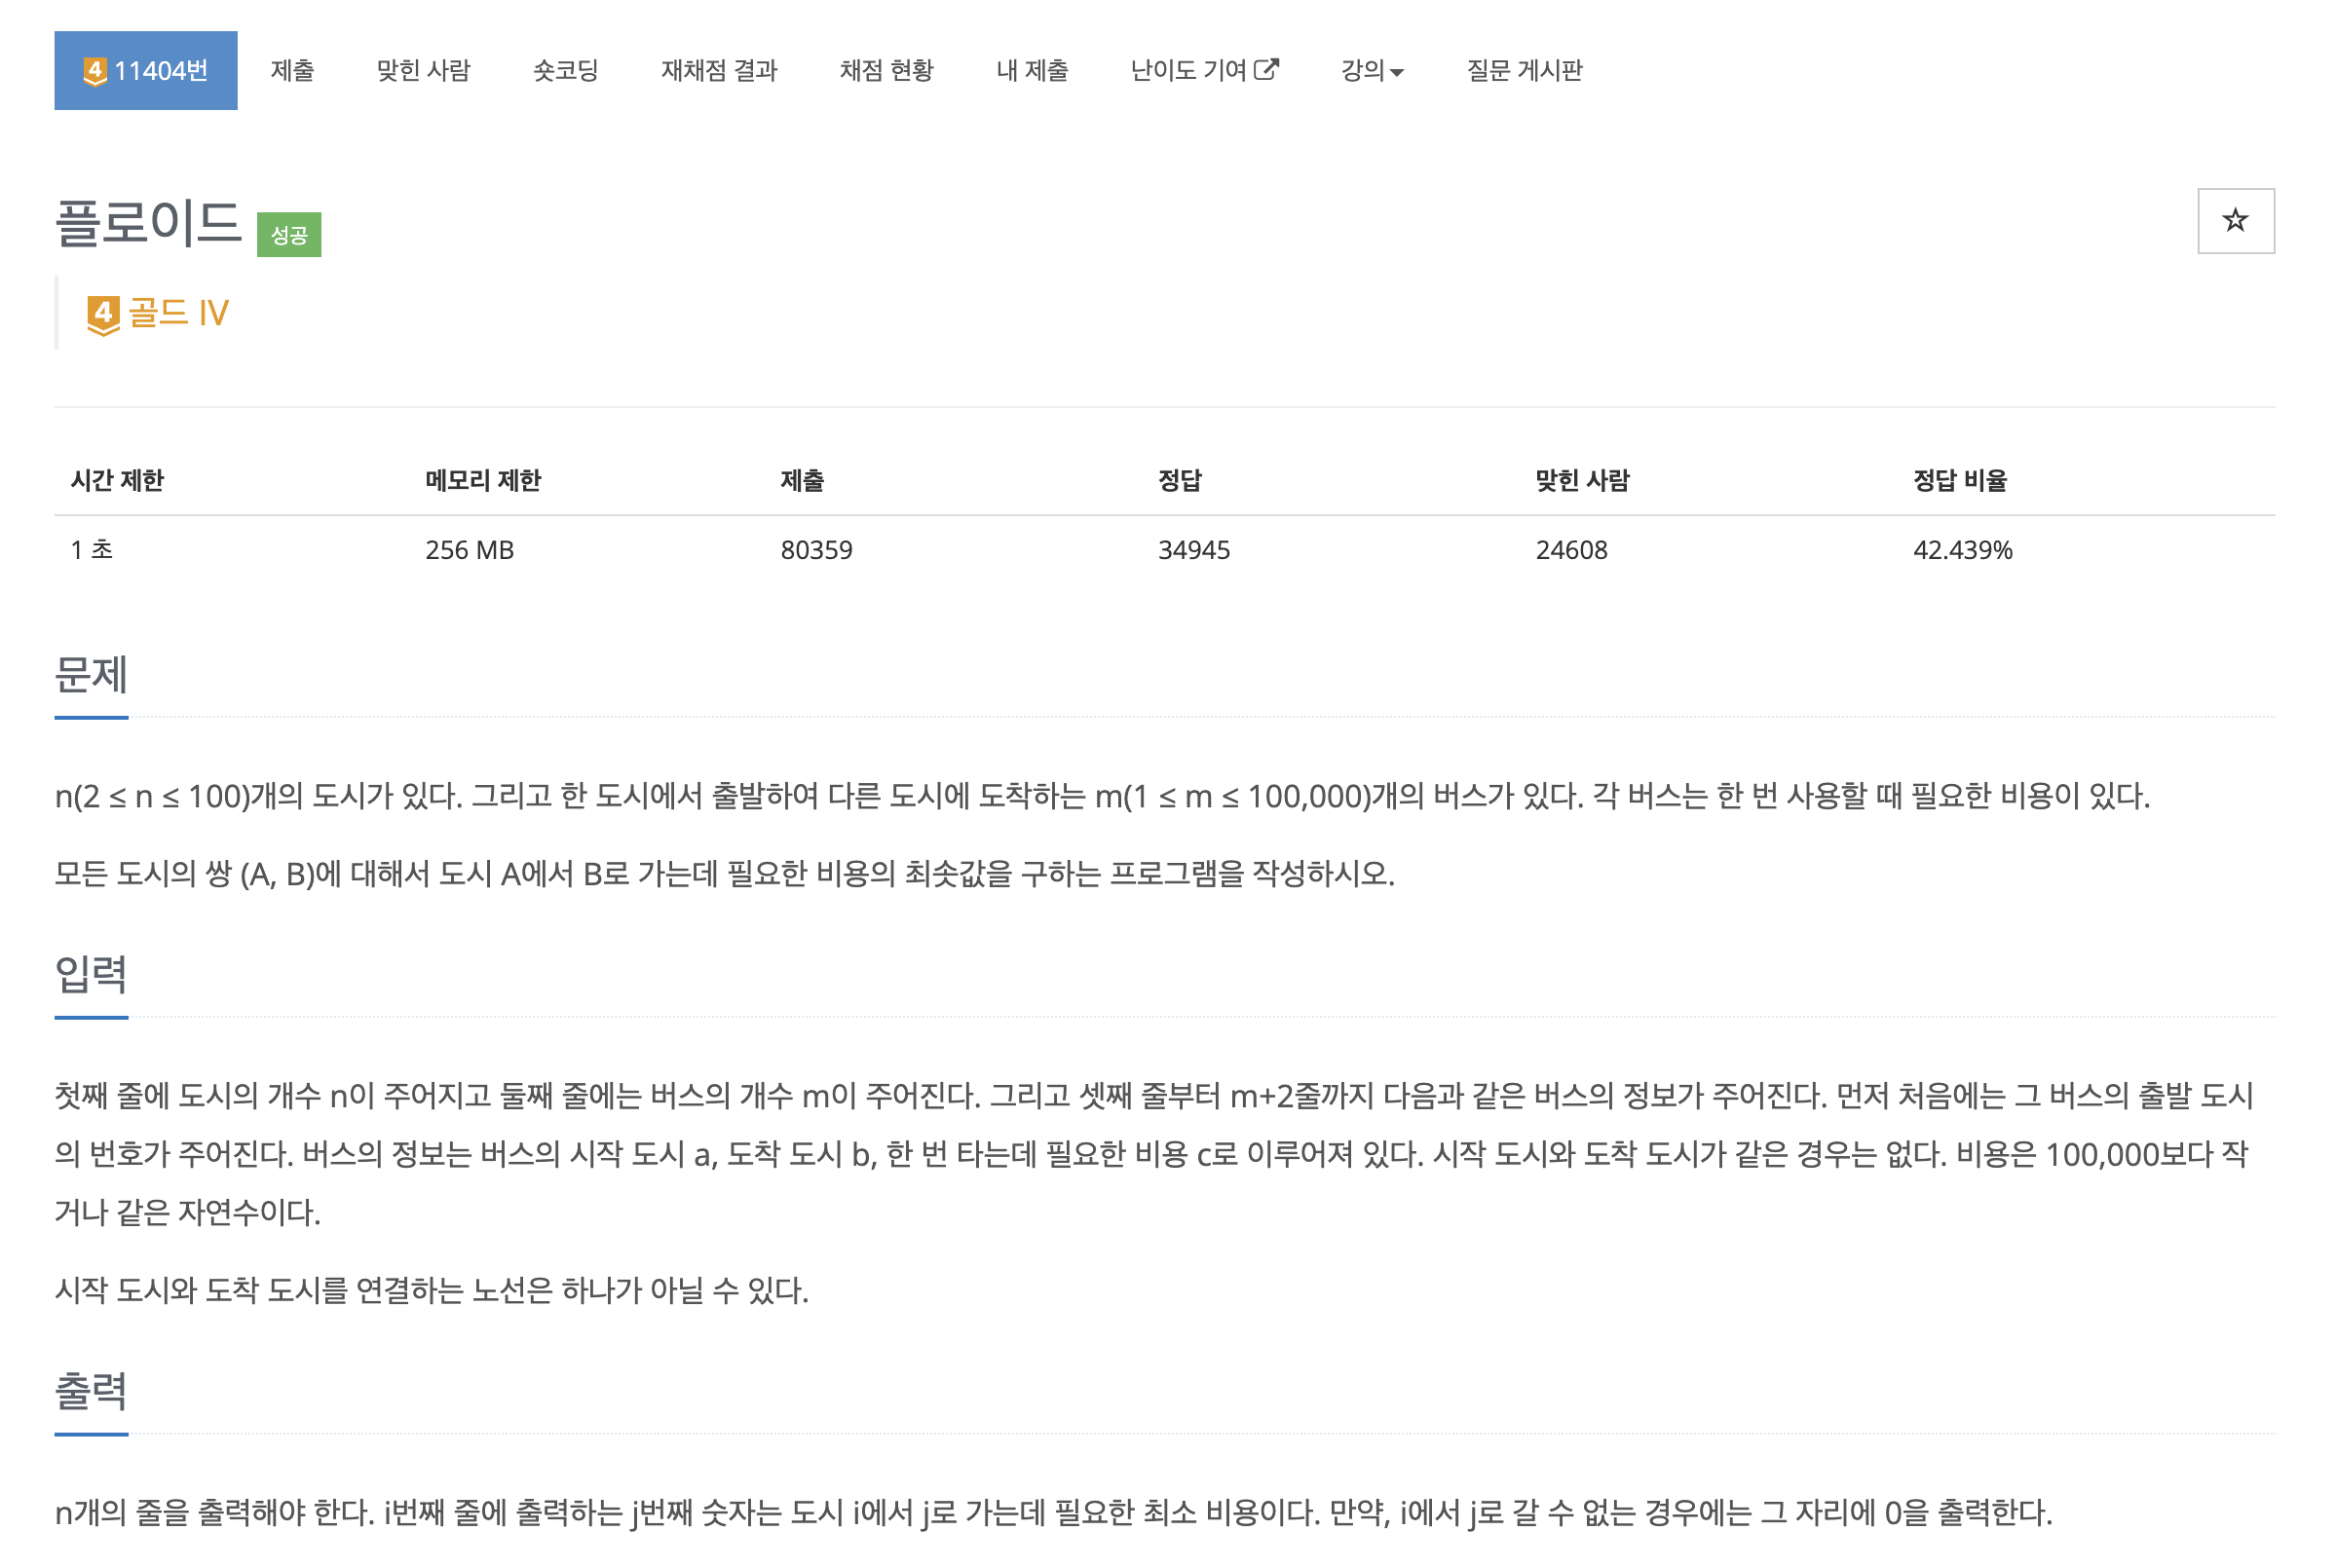 4 11404번 제출 맞힌 사람 숏코딩 재채점 결과 채점 현황 내 제출 난이도 기여 강의 질문 게시판
플로이드 성공
☆
4 골드 IV
시간 제한 메모리 제한 제출 정답 맞힌 사람 정답 비율
1 초 256 MB 80359 34945 24608 42.439%
문제
n(2 ≤ n ≤ 100)개의 도시가 있다. 그리고 한 도시에서 출발하여 다른 도시에 도착하는 m(1 ≤ m ≤ 100,000)개의 버스가 있다. 각 버스는 한 번 사용할 때 필요한 비용이 있다.
모든 도시의 쌍 (A, B)에 대해서 도시 A에서 B로 가는데 필요한 비용의 최솟값을 구하는 프로그램을 작성하시오.
입력
첫째 줄에 도시의 개수 n이 주어지고 둘째 줄에는 버스의 개수 m이 주어진다. 그리고 셋째 줄부터 m+2줄까지 다음과 같은 버스의 정보가 주어진다. 먼저 처음에는 그 버스의 출발 도시
의 번호가 주어진다. 버스의 정보는 버스의 시작 도시 a, 도착 도시 b, 한 번 타는데 필요한 비용 c로 이루어져 있다. 시작 도시와 도착 도시가 같은 경우는 없다. 비용은 100,000보다 작
거나 같은 자연수이다.
시작 도시와 도착 도시를 연결하는 노선은 하나가 아닐 수 있다.
출력
n개의 줄을 출력해야 한다. i번째 줄에 출력하는 j번째 숫자는 도시 i에서 j로 가는데 필요한 최소 비용이다. 만약, i에서 j로 갈 수 없는 경우에는 그 자리에 0을 출력한다.